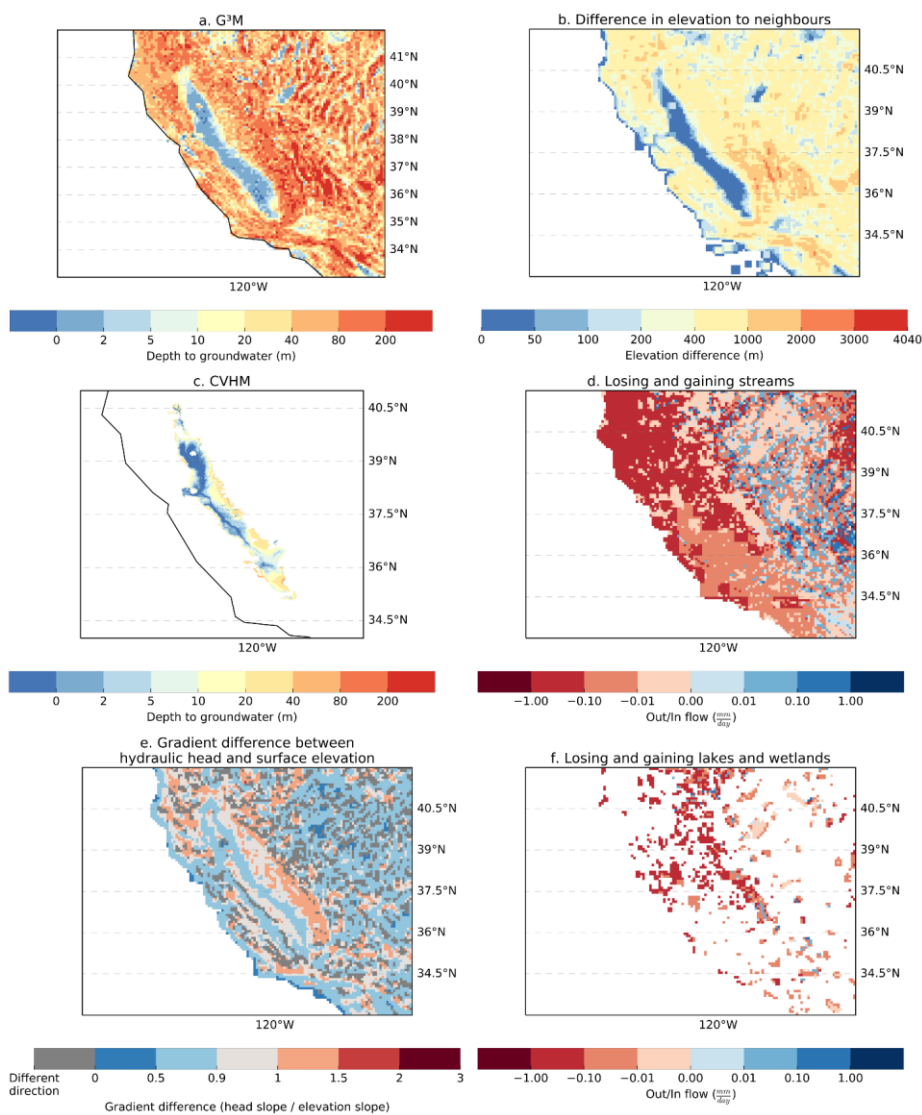 a. G³M
41°N
40°N
39°N
38°N
37°N
36°N
35°N
34°N
120°W
0 2 5 10 20 40 80 200
Depth to groundwater (m)
b. Difference in elevation to neighbours
40.5°N
39°N
37.5°N
36°N
34.5°N
120°W
0 50 100 200 400 1000 2000 3000 4040
Elevation difference (m)
c. CVHM
40.5°N
39°N
37.5°N
36°N
34.5°N
120°W
0 2 5 10 20 40 80 200
Depth to groundwater (m)
d. Losing and gaining streams
40.5°N
39°N
37.5°N
36°N
34.5°N
120°W
−1.00 −0.10 −0.01 0.00 0.01 0.10 1.00
Out/In flow (mm/day)
e. Gradient difference between
hydraulic head and surface elevation
40.5°N
39°N
37.5°N
36°N
34.5°N
120°W
Different
direction
0 0.5 0.9 1 1.5 2 3
Gradient difference (head slope / elevation slope)
f. Losing and gaining lakes and wetlands
40.5°N
39°N
37.5°N
36°N
34.5°N
120°W
−1.00 −0.10 −0.01 0.00 0.01 0.10 1.00
Out/In flow (mm/day)